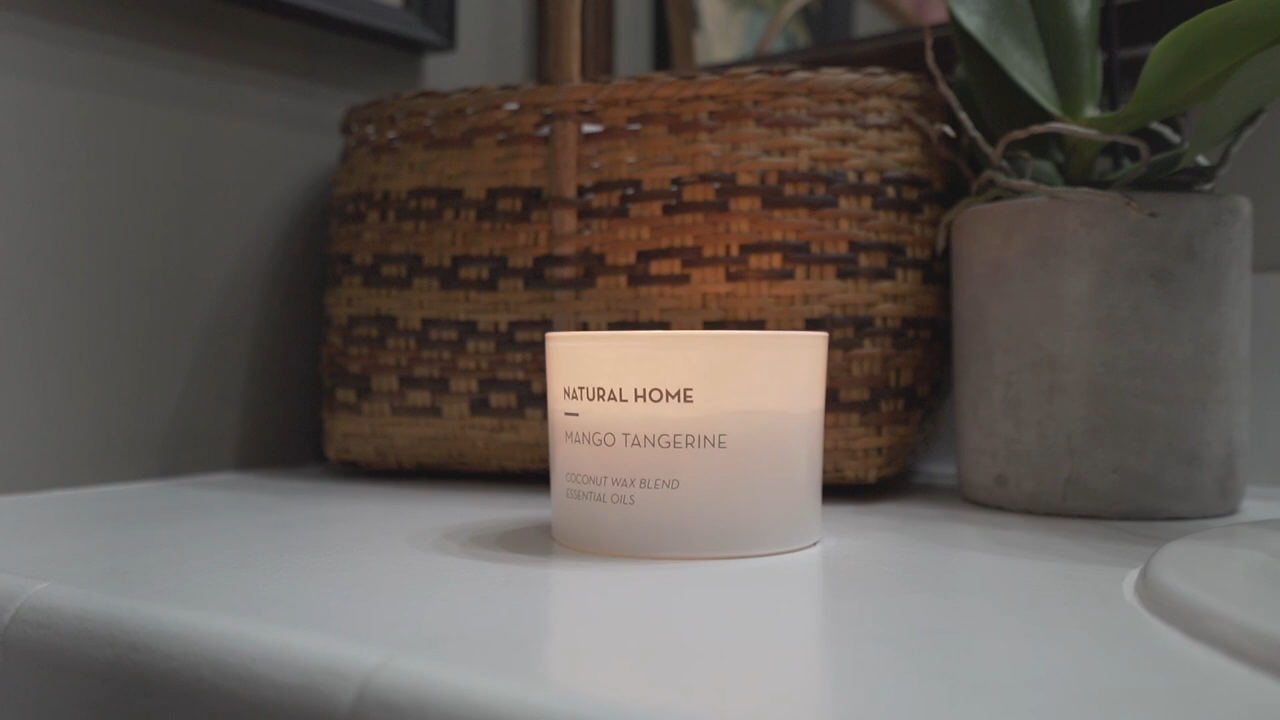 NATURAL HOME
MANGO TANGERINE
COCONUT WAX BLEND
ESSENTIAL OILS